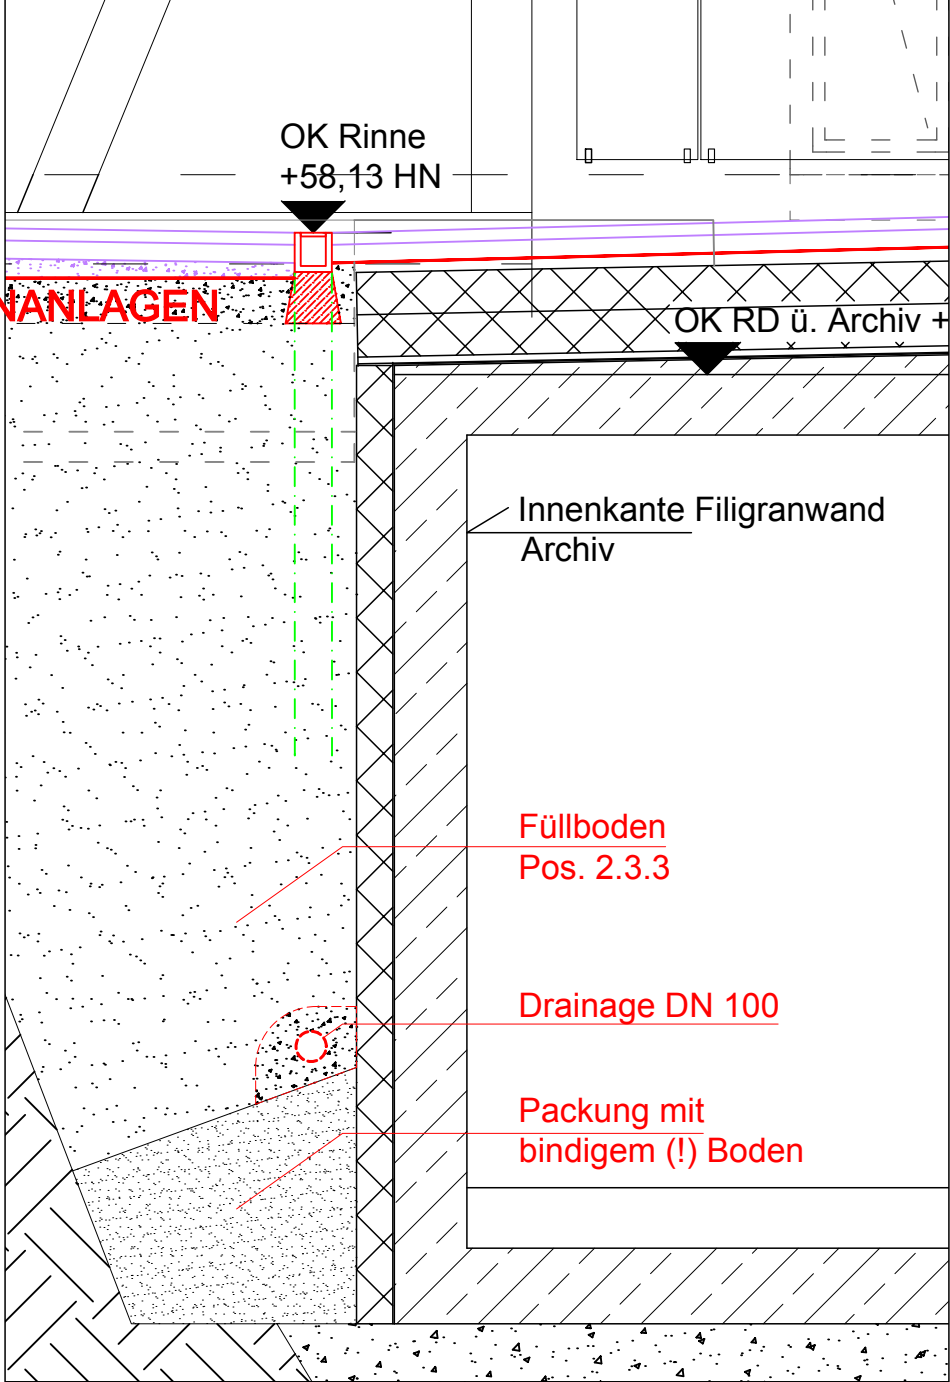 OK Rinne
+58,13 HN
NANLAGEN
OK RD ü. Archiv +
Innenkante Filigranwand
Archiv
Füllboden
Pos. 2.3.3
Drainage DN 100
Packung mit
bindigem (!) Boden